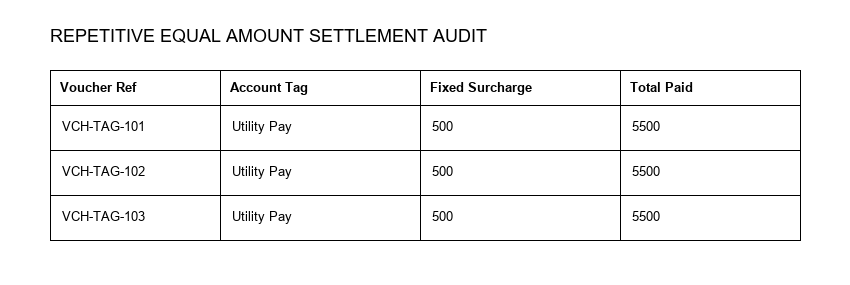 REPETITIVE EQUAL AMOUNT SETTLEMENT AUDIT
Voucher Ref Account Tag Fixed Surcharge Total Paid
VCH-TAG-101 Utility Pay 500 5500
VCH-TAG-102 Utility Pay 500 5500
VCH-TAG-103 Utility Pay 500 5500